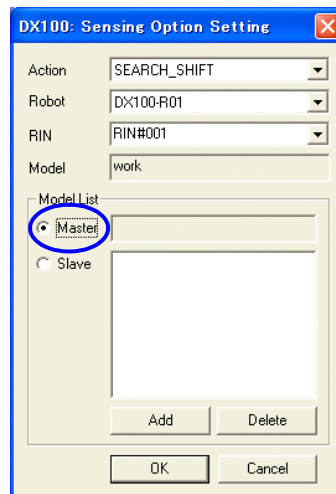 DX100: Sensing Option Setting
Action SEARCH_SHIFT
Robot DX100-R01
RIN RIN#001
Model work
Model List
Master
Slave
Add Delete
OK Cancel